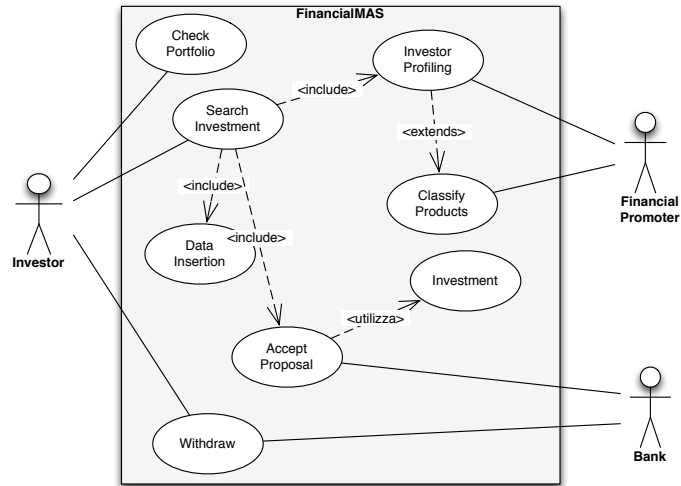 FinancialMAS
Check
Portfolio
Investor
Profiling
<include>
Search
Investment
<extends>
<include>
Classify
Products
Financial
Promoter
Investor
Data
Insertion
<include>
Investment
<utilizza>
Accept
Proposal
Withdraw
Bank